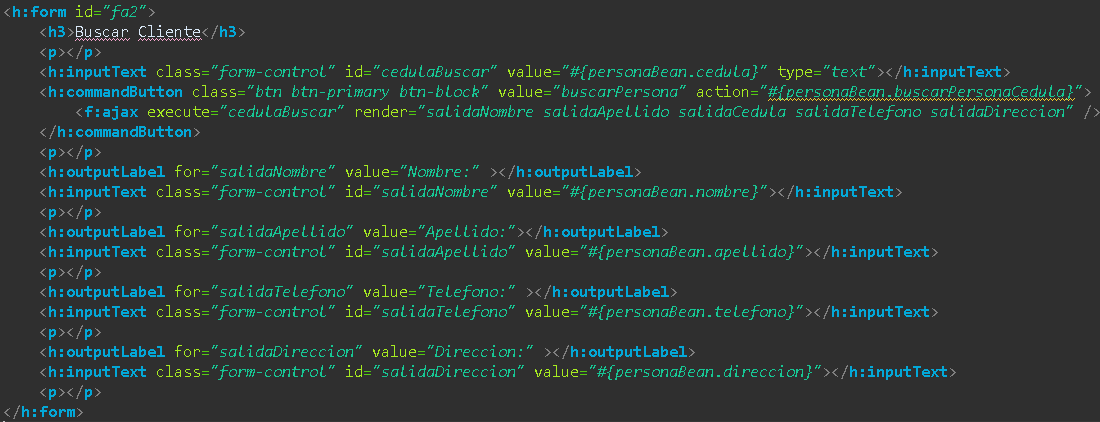 <h:form id="fa2">
    <h3>Buscar Cliente</h3>
    <p></p>
    <h:inputText class="form-control" id="cedulaBuscar" value="#{personaBean.cedula}" type="text"></h:inputText>
    <h:commandButton class="btn btn-primary btn-block" value="buscarPersona" action="#{personaBean.buscarPersonaCedula}">
        <f:ajax execute="cedulaBuscar" render="salidaNombre salidaApellido salidaCedula salidaTelefono salidaDireccion" />
    </h:commandButton>
    <p></p>
    <h:outputLabel for="salidaNombre" value="Nombre:" ></h:outputLabel>
    <h:inputText class="form-control" id="salidaNombre" value="#{personaBean.nombre}"></h:inputText>
    <p></p>
    <h:outputLabel for="salidaApellido" value="Apellido:"></h:outputLabel>
    <h:inputText class="form-control" id="salidaApellido" value="#{personaBean.apellido}"></h:inputText>
    <p></p>
    <h:outputLabel for="salidaTelefono" value="Telefono:" ></h:outputLabel>
    <h:inputText class="form-control" id="salidaTelefono" value="#{personaBean.telefono}"></h:inputText>
    <p></p>
    <h:outputLabel for="salidaDireccion" value="Direccion:" ></h:outputLabel>
    <h:inputText class="form-control" id="salidaDireccion" value="#{personaBean.direccion}"></h:inputText>
    <p></p>
</h:form>